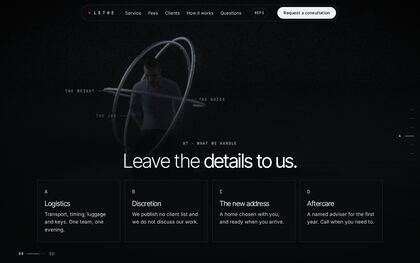 LETHE Service Fees Clients How it works Questions REFS Request a consultation
THE WEIGHT
THE NOISE
THE JOB
07 · WHAT WE HANDLE
Leave the details to us.
A
Logistics
Transport, timing, luggage
and keys. One team, one
evening.
B
Discretion
We publish no client list and
we do not discuss our work.
C
The new address
A home chosen with you,
and ready when you arrive.
D
Aftercare
A named adviser for the first
year. Call when you need to.